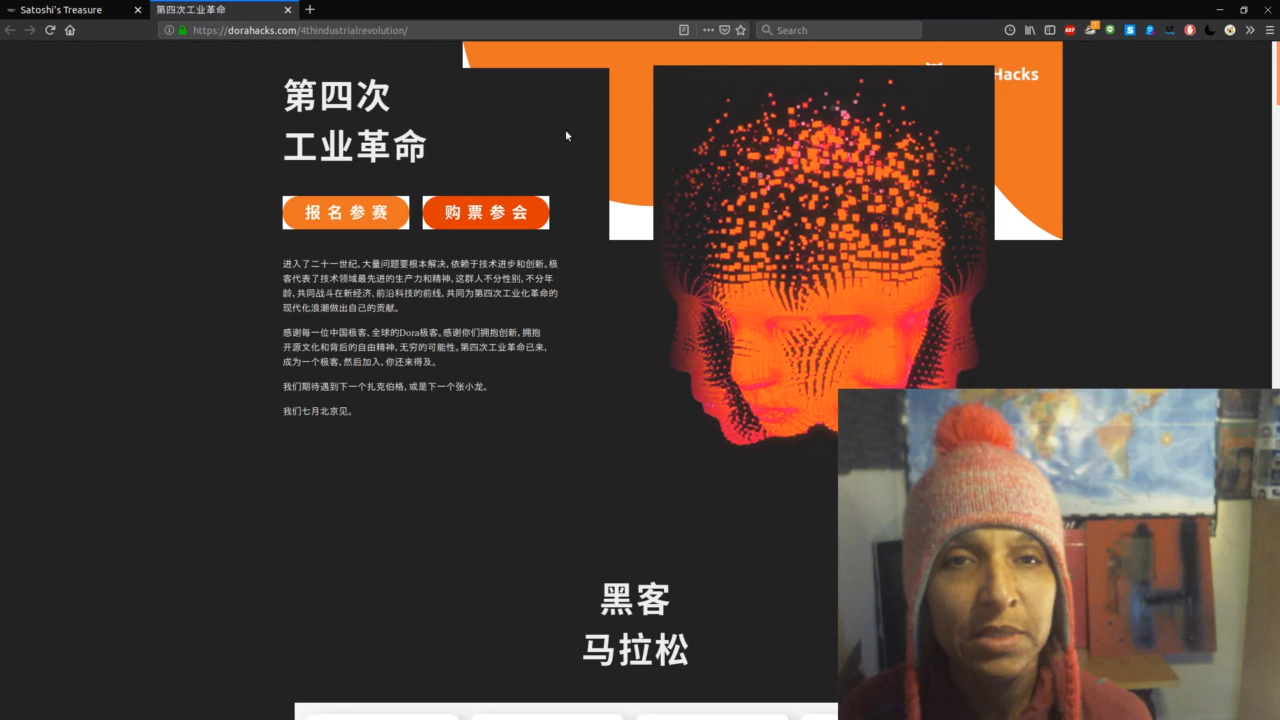 Satoshi's Treasure
第四次工业革命
https://dorahacks.com/4thindustrialrevolution/
Search
ABP
1
Hacks
第四次
工业革命
报名参赛
购票参会
进入了二十一世纪,大量问题要根本解决,依赖于技术进步和创新。极
客代表了技术领域最先进的生产力和精神,这群人不分性别,不分年
龄,共同战斗在新经济、前沿科技的前线,共同为第四次工业化革命的
现代化浪潮做出自己的贡献。
感谢每一位中国极客、全球的Dora极客。感谢你们拥抱创新,拥抱
开源文化和背后的自由精神,无穷的可能性。第四次工业革命已来,
成为一个极客,然后加入,你还来得及。
我们期待遇到下一个扎克伯格,或是下一个张小龙。
我们七月北京见。
黑客
马拉松